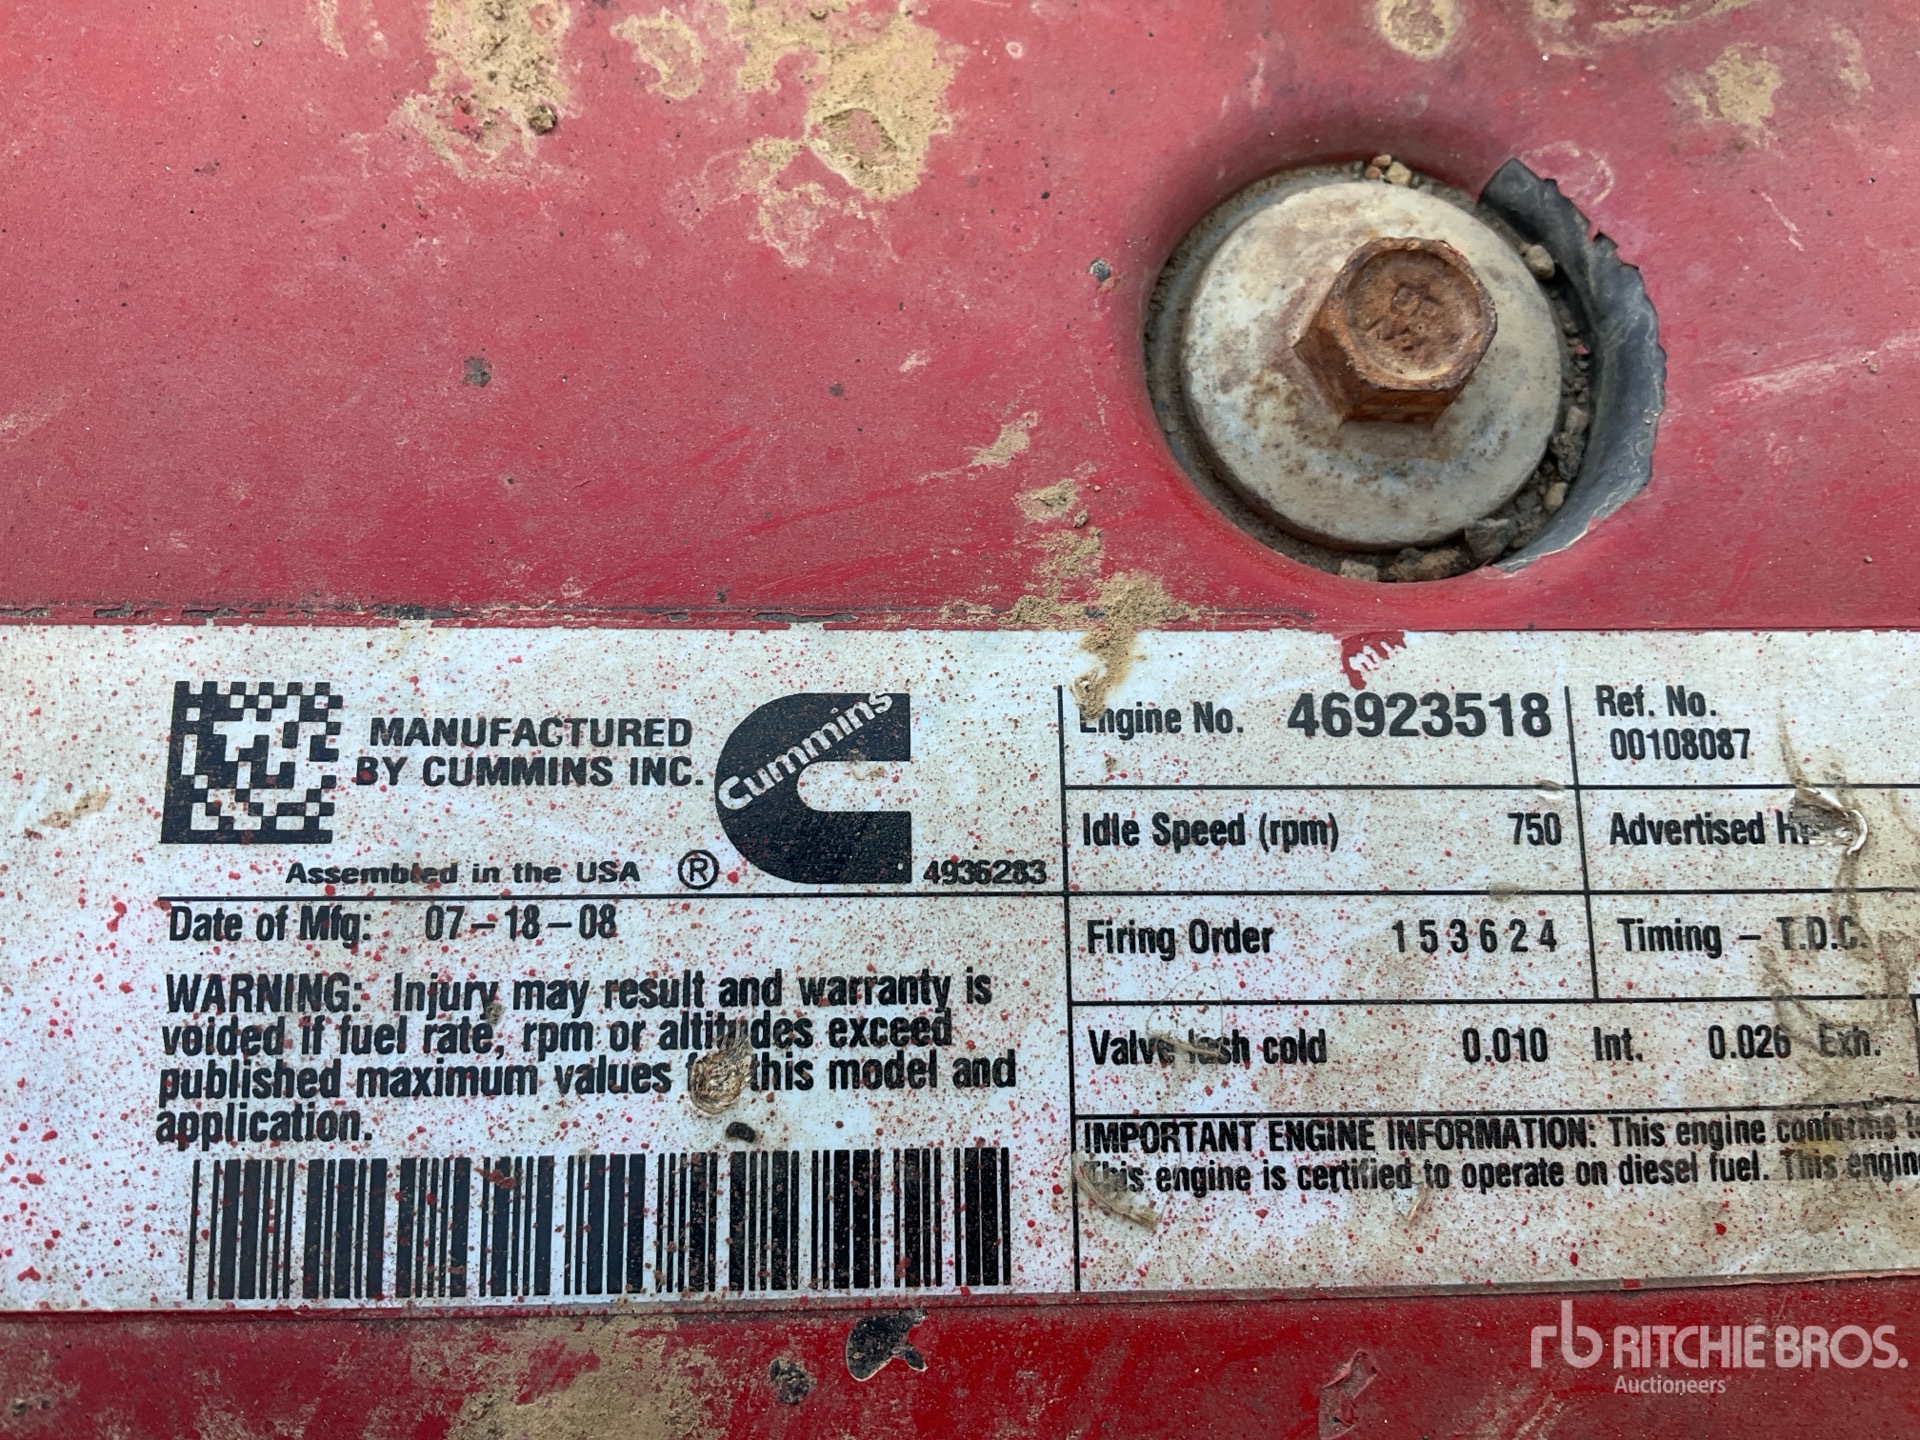 MANUFACTURED
BY CUMMINS INC.
Cummins
Assembled in the USA ® 4936283
Date of Mfg: 07-18-08
WARNING: Injury may result and warranty is
voided if fuel rate, rpm or altitudes exceed
published maximum values this model and
application.
Engine No. 46923518
Ref. No.
00108087
Idle Speed (rpm) 750
Advertised
Firing Order 1 5 3 6 2 4
Timing - T.D.C.
Valve lash cold 0.010 Int. 0.026 Exh.
IMPORTANT ENGINE INFORMATION: This engine conforms
This engine is certified to operate on diesel fuel. This
rb RITCHIE BROS.
Auctioneers